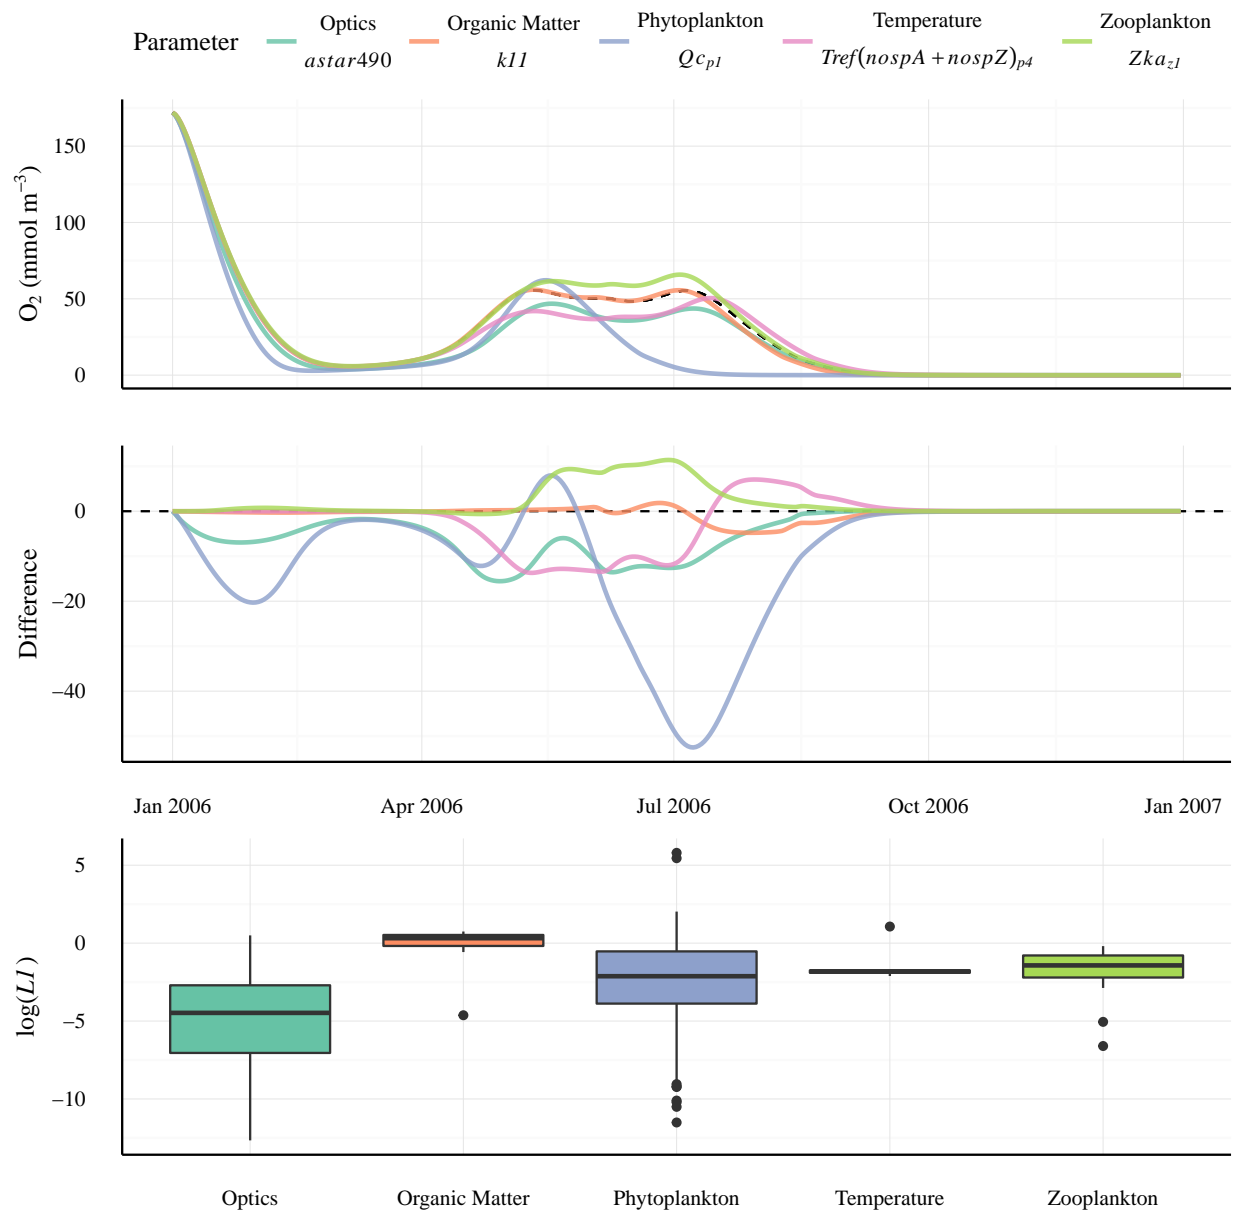 Parameter
Optics
astar490
Organic Matter
k11
Phytoplankton
Qc_p1
Temperature
Tref(nospA + nospZ)_p4
Zooplankton
Zka_z1
O₂ (mmol m⁻³)
150
100
50
0
Difference
0
−20
−40
Jan 2006 Apr 2006 Jul 2006 Oct 2006 Jan 2007
log(L1)
5
0
−5
−10
Optics Organic Matter Phytoplankton Temperature Zooplankton